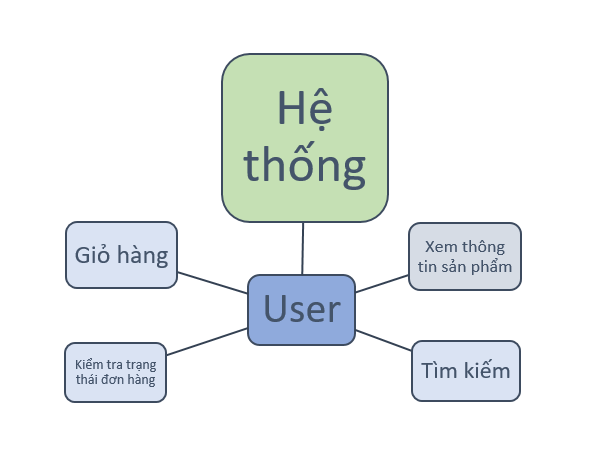 Hệ
thống
Giỏ hàng
Xem thông
tin sản phẩm
User
Kiểm tra trạng
thái đơn hàng
Tìm kiếm